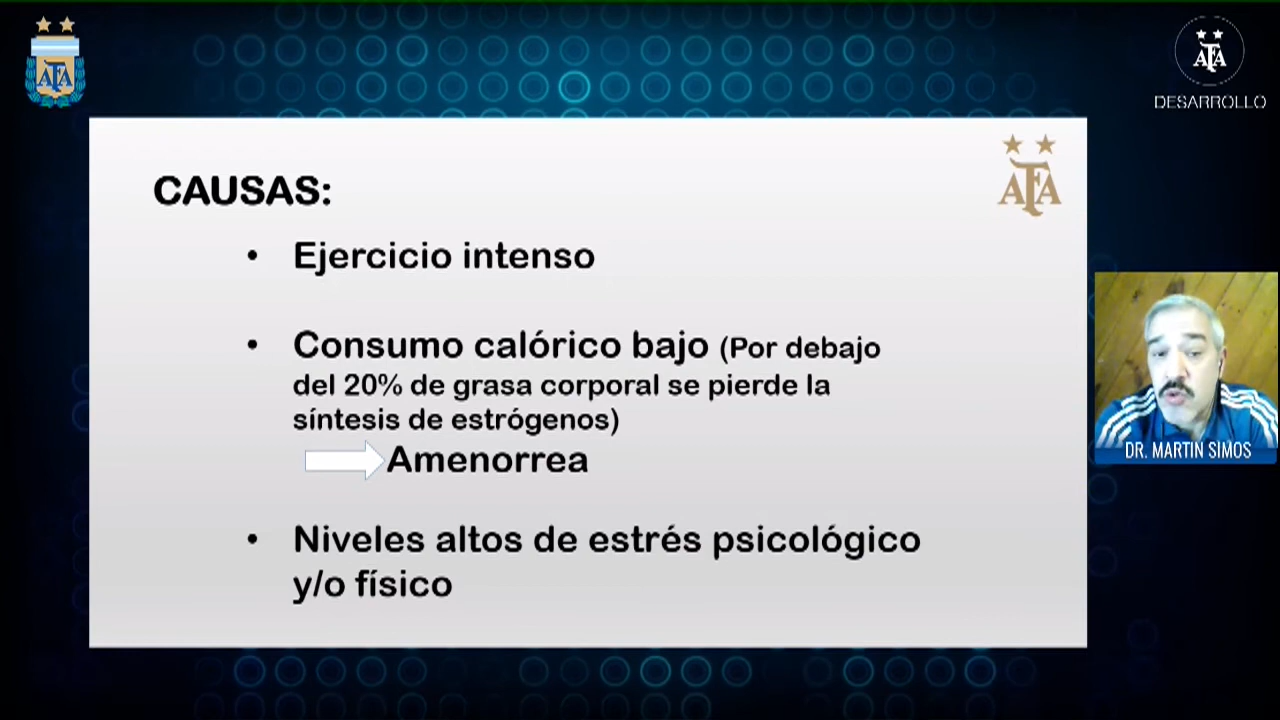 AFA
AFA
DESARROLLO
AFA
CAUSAS:
• Ejercicio intenso
• Consumo calórico bajo (Por debajo
del 20% de grasa corporal se pierde la
síntesis de estrógenos)
Amenorrea
• Niveles altos de estrés psicológico
y/o físico
DR. MARTIN SIMOS